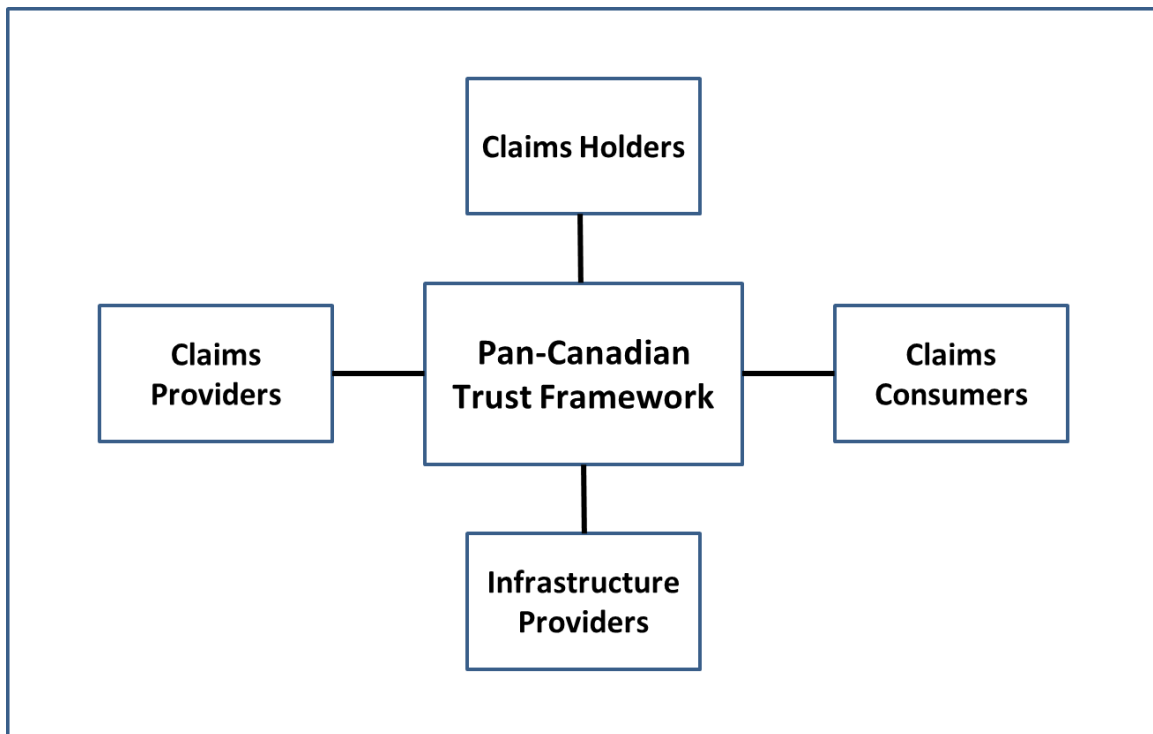 Claims Holders
Claims
Providers
Pan-Canadian
Trust Framework
Claims
Consumers
Infrastructure
Providers